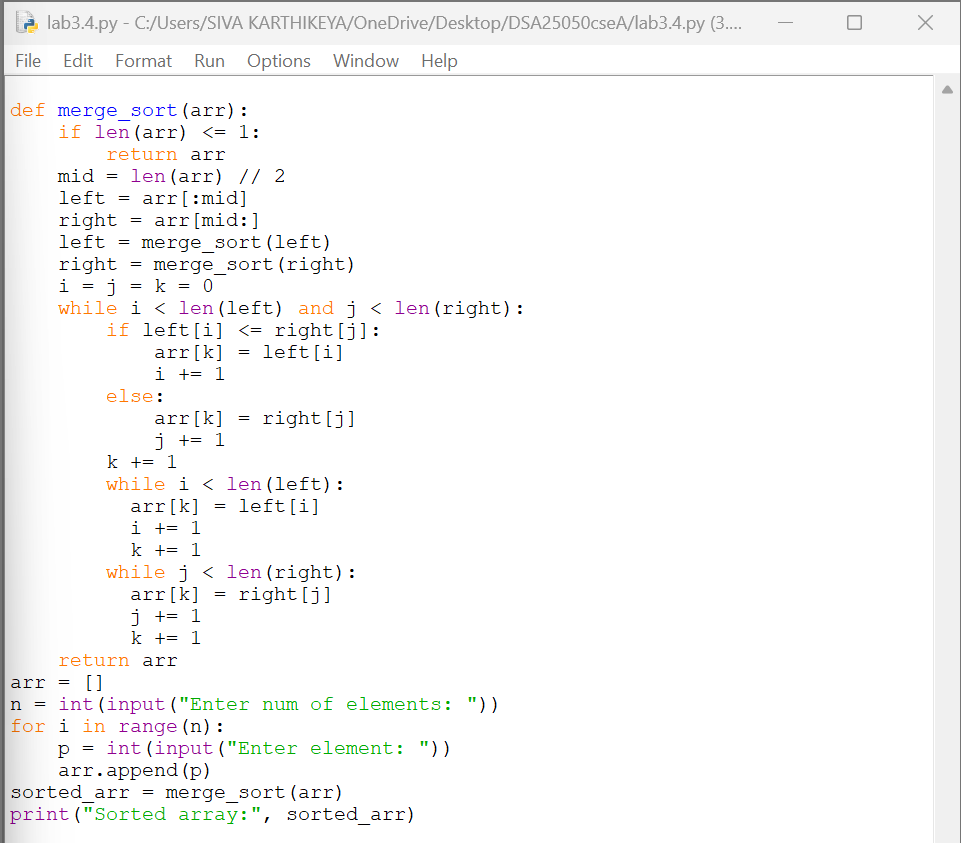 lab3.4.py - C:/Users/SIVA KARTHIKEYA/OneDrive/Desktop/DSA25050cseA/lab3.4.py (3....
File Edit Format Run Options Window Help
def merge_sort(arr):
    if len(arr) <= 1:
        return arr
    mid = len(arr) // 2
    left = arr[:mid]
    right = arr[mid:]
    left = merge_sort(left)
    right = merge_sort(right)
    i = j = k = 0
    while i < len(left) and j < len(right):
        if left[i] <= right[j]:
            arr[k] = left[i]
            i += 1
        else:
            arr[k] = right[j]
            j += 1
        k += 1
        while i < len(left):
          arr[k] = left[i]
          i += 1
          k += 1
        while j < len(right):
          arr[k] = right[j]
          j += 1
          k += 1
    return arr
arr = []
n = int(input("Enter num of elements: "))
for i in range(n):
    p = int(input("Enter element: "))
    arr.append(p)
sorted_arr = merge_sort(arr)
print("Sorted array:", sorted_arr)